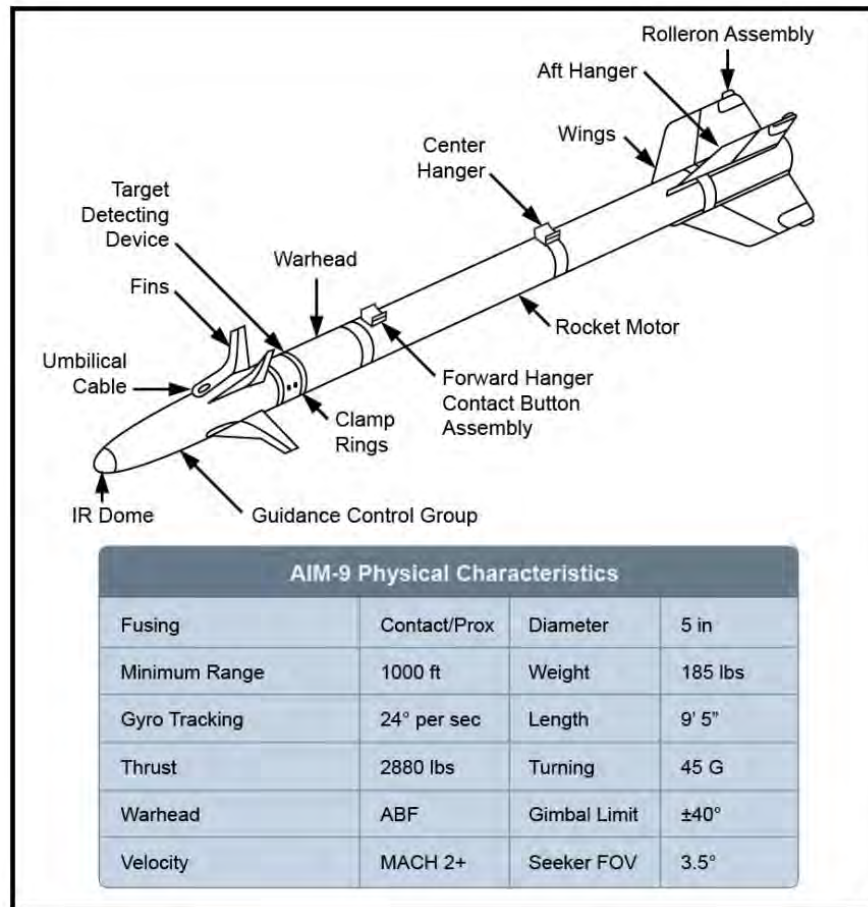 Rolleron Assembly
Aft Hanger
Wings
Center
Hanger
Target
Detecting
Device
Warhead
Fins
Rocket Motor
Umbilical
Cable
Forward Hanger
Contact Button
Assembly
Clamp
Rings
IR Dome
Guidance Control Group
AIM-9 Physical Characteristics
Fusing Contact/Prox Diameter 5 in
Minimum Range 1000 ft Weight 185 lbs
Gyro Tracking 24° per sec Length 9’ 5”
Thrust 2880 lbs Turning 45 G
Warhead ABF Gimbal Limit ±40°
Velocity MACH 2+ Seeker FOV 3.5°